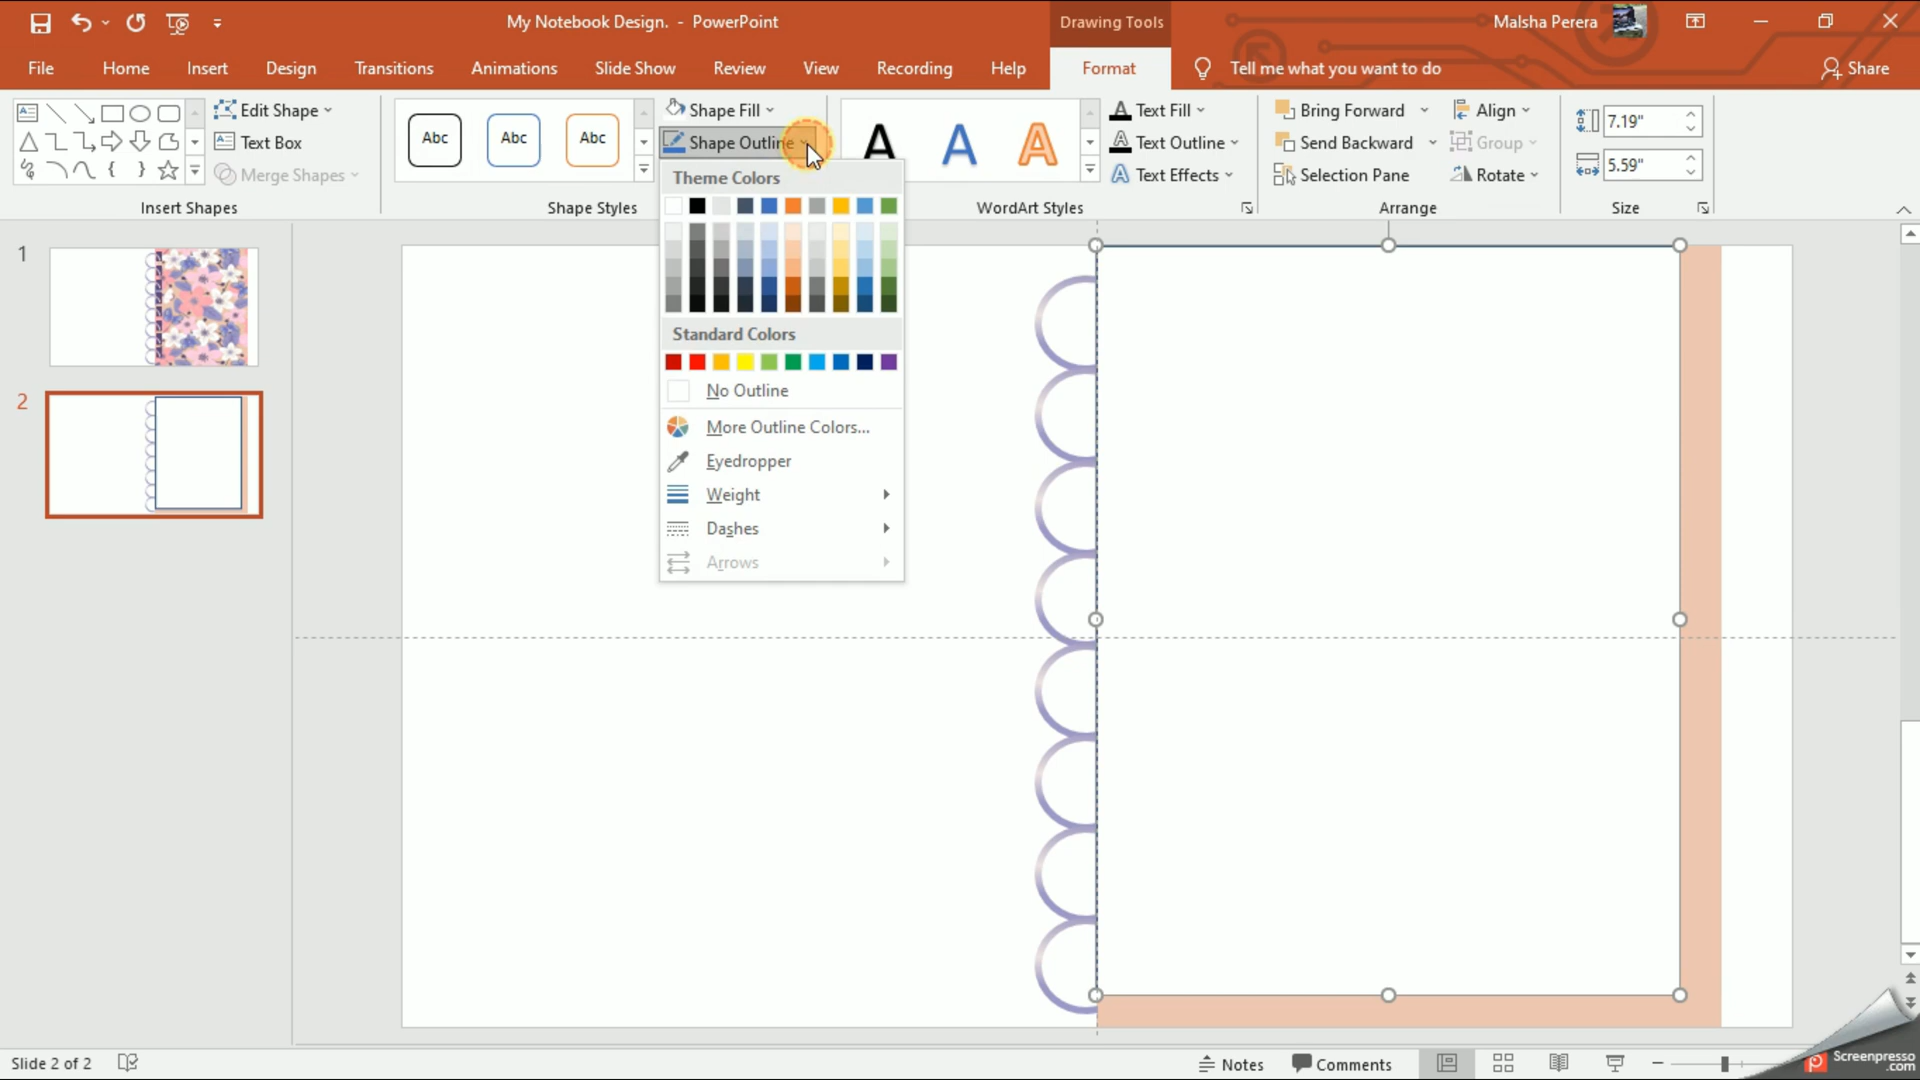 My Notebook Design. - PowerPoint
Drawing Tools
Malsha Perera
File Home Insert Design Transitions Animations Slide Show Review View Recording Help Format Tell me what you want to do Share
Edit Shape
Text Box
Merge Shapes
Insert Shapes
Abc Abc Abc
Shape Styles
Shape Fill
Shape Outline
A A A
WordArt Styles
Text Fill
Text Outline
Text Effects
Bring Forward
Send Backward
Selection Pane
Align
Group
Rotate
Arrange
7.19"
5.59"
Size
Theme Colors
Standard Colors
No Outline
More Outline Colors...
Eyedropper
Weight
Dashes
Arrows
1
2
Slide 2 of 2
Notes
Comments
Screenpresso
.com